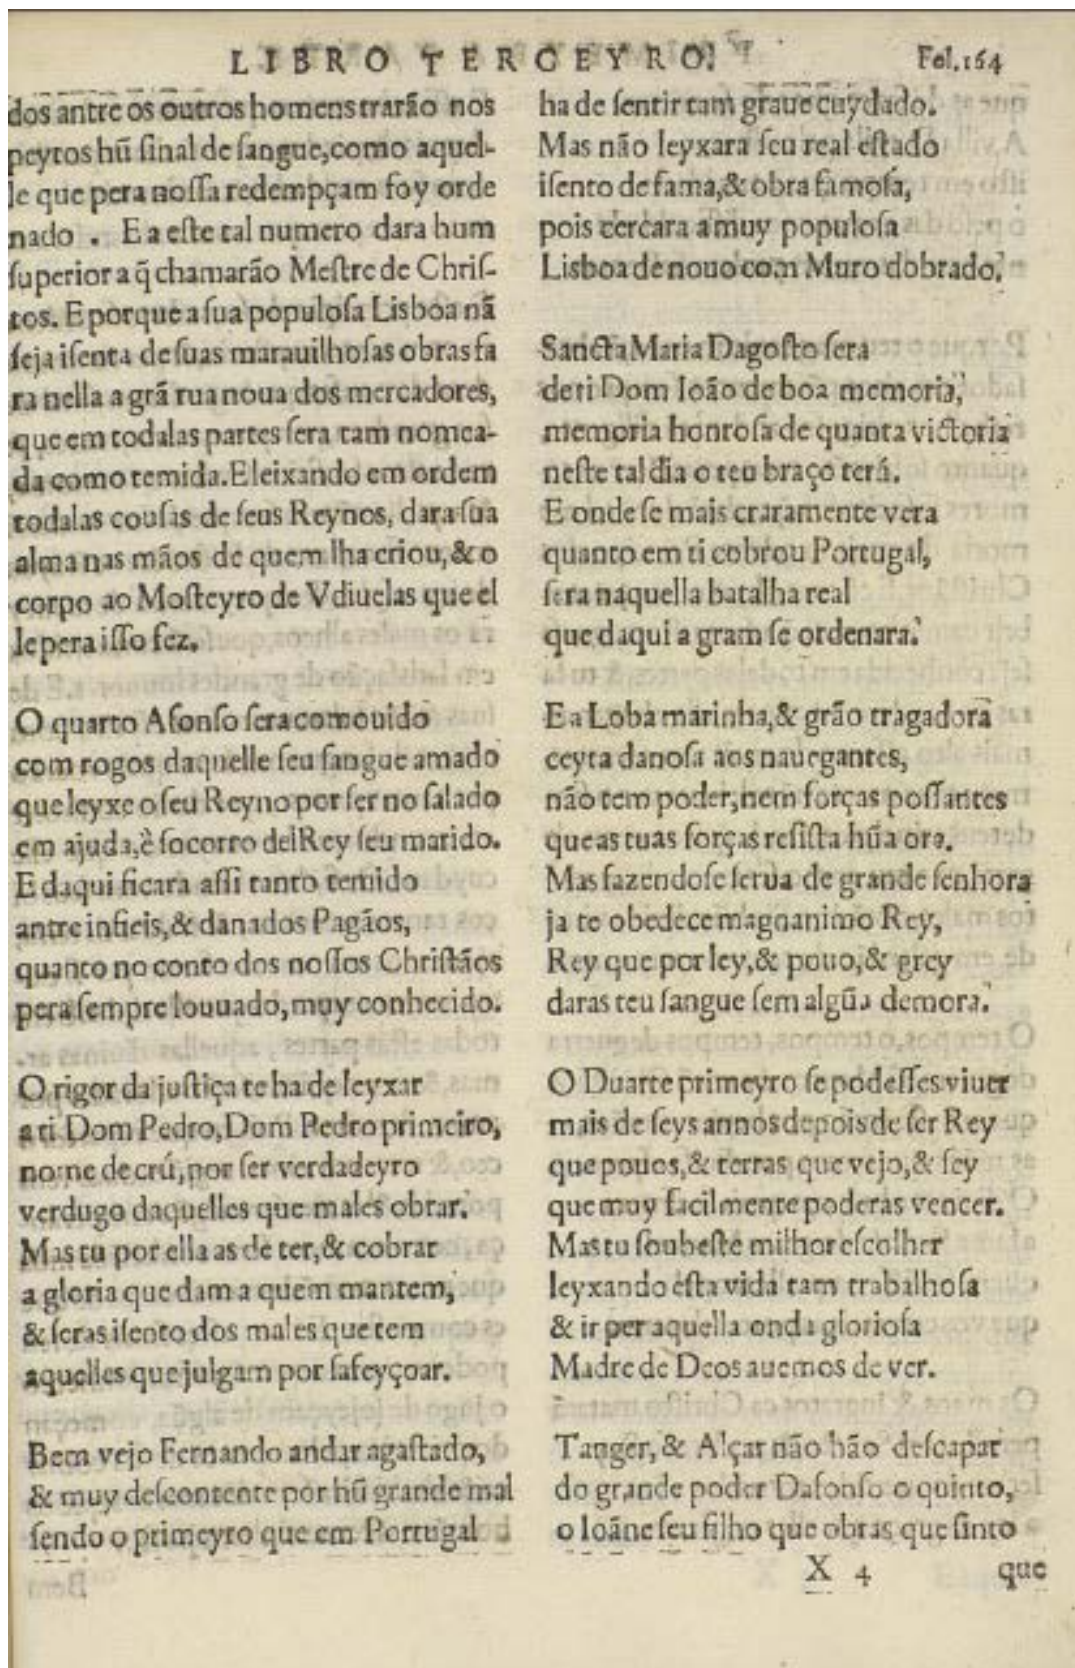 LIBRO TERCEYRO.
Fol.164
dos antre os outros homens trarão nos
peytos hũ ſinal de ſangue,como aquel-
le que pera noſſa redempçam foy orde
nado . E a eſte tal numero dara hum
ſuperior a q̃ chamarão Meſtre de Chriſ-
tos. E porque a ſua populoſa Lisboa nã
ſeja iſenta de ſuas marauilhoſas obras fa
ra nella a grã rua noua dos mercadores,
que em todalas partes ſera tam nomea-
da como temida. E leixando em ordem
todalas couſas de ſeus Reynos, dara ſua
alma nas mãos de quem lha criou,& o
corpo ao Moſteyro de Vdiuelas que el
le pera iſſo fez.
O quarto Afonſo ſera comouido
com rogos daquelle ſeu ſangue amado
que leyxe o ſeu Reyno por ſer no ſalado
em ajuda,è ſocorro delRey ſeu marido.
E daqui ficara aſſi tanto temido
antre infieis,& danados Pagãos,
quanto no conto dos noſſos Chriſtãos
pera ſempre louuado,muy conhecido.
O rigor da juſtiça te ha de leyxar
a ti Dom Pedro,Dom Pedro primeiro,
nome de crú,por ſer verdadeyro
verdugo daquelles que males obrar.
Mas tu por ella as de ter,& cobrar
a gloria que dam a quem mantem,
& ſeras iſento dos males que tem
aquelles que julgam por ſafeyçoar.
Bem vejo Fernando andar agaſtado,
& muy deſcontente por hũ grande mal
ſendo o primeyro que em Portugal
ha de ſentir tam graue cuydado.
Mas não leyxara ſeu real eſtado
iſento de fama,& obra famoſa,
pois cercara a muy populoſa
Lisboa de nouo com Muro dobrado.
Sancta Maria Dagoſto ſera
de ti Dom Ioão de boa memoria,
memoria honroſa de quanta victoria
neſte tal dia o teu braço terá.
E onde ſe mais craramente vera
quanto em ti cobrou Portugal,
ſera naquella batalha real
que daqui a gram ſe ordenara.
E a Loba marinha,& grão tragadora
ceyta danoſa aos nauegantes,
não tem poder,nem forças poſſantes
que as tuas forças reſiſta hũa ora.
Mas fazendoſe ſerua de grande ſenhora
ja te obedece magnanimo Rey,
Rey que por ley,& pouo,& grey
daras teu ſangue ſem algũa demora.
O Duarte primeyro ſe podeſſes viuer
mais de ſeys annos depois de ſer Rey
que pouos,& terras que vejo,& ſey
que muy facilmente poderas vencer.
Mas tu ſoubeſte milhor eſcolher
leyxando eſta vida tam trabalhoſa
& ir per aquella onda glorioſa
Madre de Deos auemos de ver.
Tanger, & Alçar não hão deſcapar
do grande poder Dafonſo o quinto,
o Ioãne ſeu filho que obras que ſinto
X 4
que